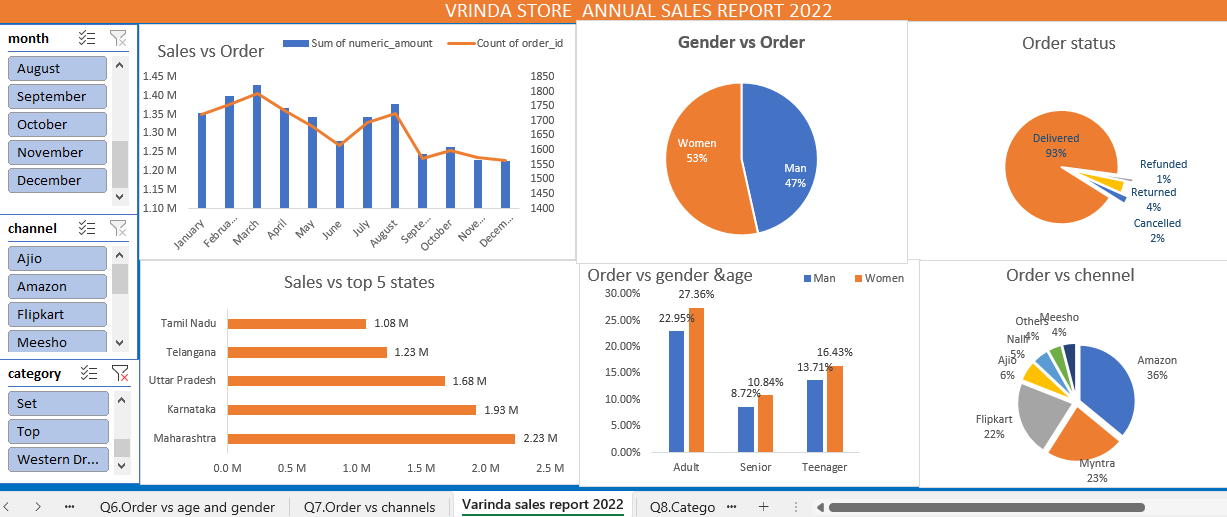 VRINDA STORE ANNUAL SALES REPORT 2022
month
August
September
October
November
December
channel
Ajio
Amazon
Flipkart
Meesho
category
Set
Top
Western Dr...
Sales vs Order
Sum of numeric_amount
Count of order_id
1.45 M
1.40 M
1.35 M
1.30 M
1.25 M
1.20 M
1.15 M
1.10 M
1850
1800
1750
1700
1650
1600
1550
1500
1450
1400
January
Februa...
March
April
May
June
July
August
Septe...
October
Nove...
Decem...
Gender vs Order
Women
53%
Man
47%
Order status
Delivered
93%
Refunded
1%
Returned
4%
Cancelled
2%
Sales vs top 5 states
Tamil Nadu
1.08 M
Telangana
1.23 M
Uttar Pradesh
1.68 M
Karnataka
1.93 M
Maharashtra
2.23 M
0.0 M
0.5 M
1.0 M
1.5 M
2.0 M
2.5 M
Order vs gender &age
Man
Women
30.00%
25.00%
20.00%
15.00%
10.00%
5.00%
0.00%
22.95%
27.36%
8.72%
10.84%
13.71%
16.43%
Adult
Senior
Teenager
Order vs chennel
Amazon
36%
Myntra
23%
Flipkart
22%
Ajio
6%
Nalli
5%
Others
4%
Meesho
4%
Q6.Order vs age and gender
Q7.Order vs channels
Varinda sales report 2022
Q8.Catego